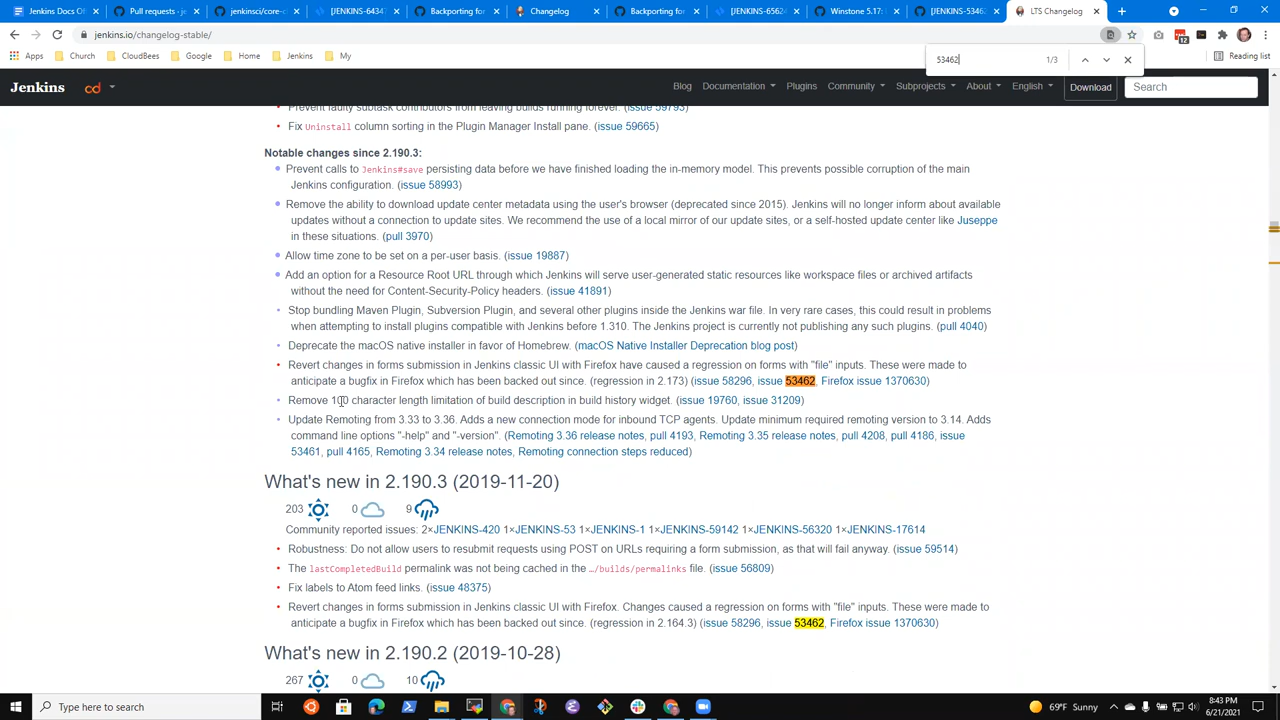 Jenkins Docs Of
Pull requests · je
jenkinsci/core-c
[JENKINS-64347
Backporting for
Changelog
Backporting for
[JENKINS-65624
Winstone 5.17:
[JENKINS-53462
LTS Changelog
jenkins.io/changelog-stable/
12
Apps
Church
CloudBees
Google
Home
Jenkins
My
Reading list
53462
1/3
Jenkins
Blog
Documentation
Plugins
Community
Subprojects
About
English
Download
Search
Prevent faulty subtask contributors from leaving builds running forever. (issue 59793)
Fix Uninstall column sorting in the Plugin Manager Install pane. (issue 59665)
Notable changes since 2.190.3:
Prevent calls to Jenkins#save persisting data before we have finished loading the in-memory model. This prevents possible corruption of the main
Jenkins configuration. (issue 58993)
Remove the ability to download update center metadata using the user's browser (deprecated since 2015). Jenkins will no longer inform about available
updates without a connection to update sites. We recommend the use of a local mirror of our update sites, or a self-hosted update center like Juseppe
in these situations. (pull 3970)
Allow time zone to be set on a per-user basis. (issue 19887)
Add an option for a Resource Root URL through which Jenkins will serve user-generated static resources like workspace files or archived artifacts
without the need for Content-Security-Policy headers. (issue 41891)
Stop bundling Maven Plugin, Subversion Plugin, and several other plugins inside the Jenkins war file. In very rare cases, this could result in problems
when attempting to install plugins compatible with Jenkins before 1.310. The Jenkins project is currently not publishing any such plugins. (pull 4040)
Deprecate the macOS native installer in favor of Homebrew. (macOS Native Installer Deprecation blog post)
Revert changes in forms submission in Jenkins classic UI with Firefox have caused a regression on forms with "file" inputs. These were made to
anticipate a bugfix in Firefox which has been backed out since. (regression in 2.173) (issue 58296, issue 53462, Firefox issue 1370630)
Remove 100 character length limitation of build description in build history widget. (issue 19760, issue 31209)
Update Remoting from 3.33 to 3.36. Adds a new connection mode for inbound TCP agents. Update minimum required remoting version to 3.14. Adds
command line options "-help" and "-version". (Remoting 3.36 release notes, pull 4193, Remoting 3.35 release notes, pull 4208, pull 4186, issue
53461, pull 4165, Remoting 3.34 release notes, Remoting connection steps reduced)
What's new in 2.190.3 (2019-11-20)
203
0
9
Community reported issues: 2×JENKINS-420 1×JENKINS-53 1×JENKINS-1 1×JENKINS-59142 1×JENKINS-56320 1×JENKINS-17614
Robustness: Do not allow users to resubmit requests using POST on URLs requiring a form submission, as that will fail anyway. (issue 59514)
The lastCompletedBuild permalink was not being cached in the …/builds/permalinks file. (issue 56809)
Fix labels to Atom feed links. (issue 48375)
Revert changes in forms submission in Jenkins classic UI with Firefox. Changes caused a regression on forms with "file" inputs. These were made to
anticipate a bugfix in Firefox which has been backed out since. (regression in 2.164.3) (issue 58296, issue 53462, Firefox issue 1370630)
What's new in 2.190.2 (2019-10-28)
267
0
10
Type here to search
69°F Sunny
8:43 PM
6/21/2021